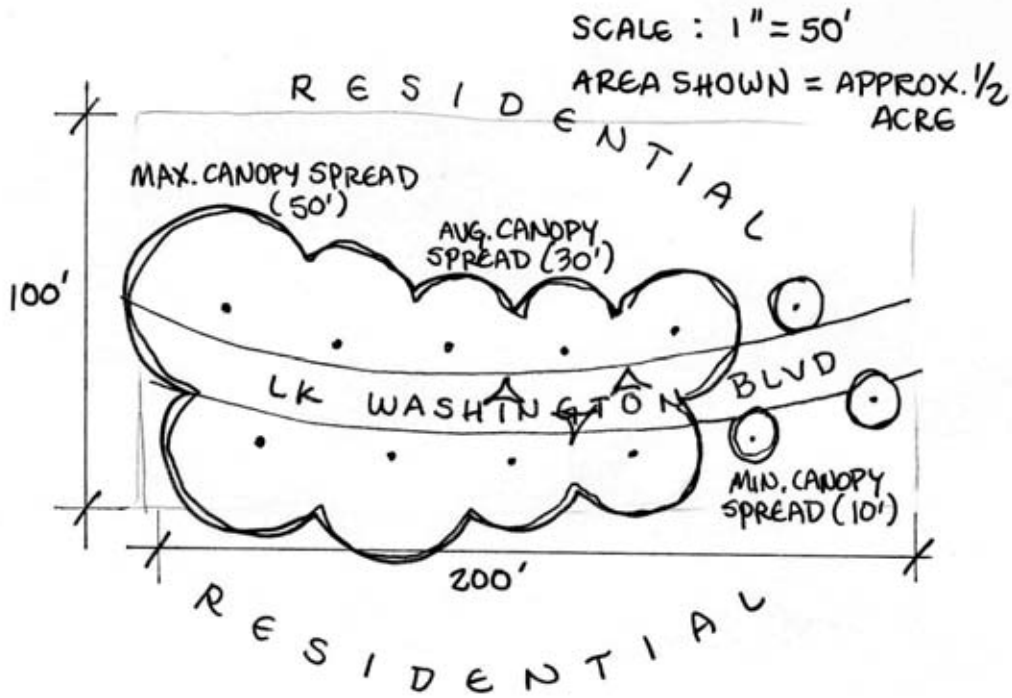 SCALE : 1" = 50'
AREA SHOWN = APPROX. 1/2
ACRE
RESIDENTIAL
MAX. CANOPY SPREAD
(50')
AVG. CANOPY
SPREAD (30')
100'
LK WASHINGTON BLVD
MIN. CANOPY
SPREAD (10')
200'
RESIDENTIAL